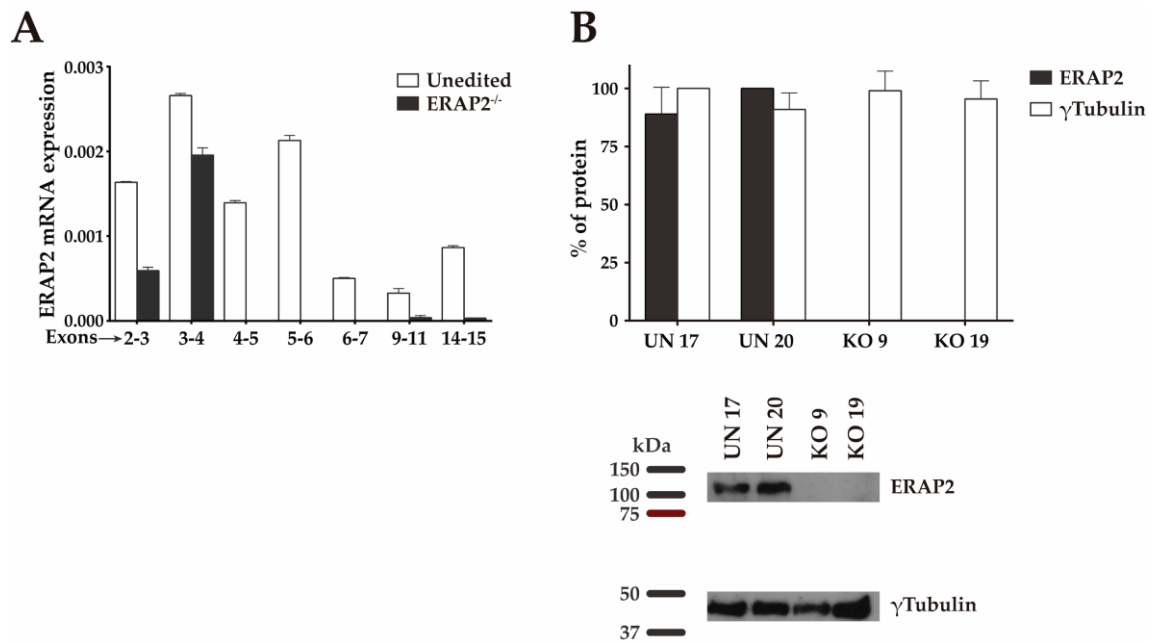 A
ERAP2 mRNA expression
0.003
0.002
0.001
0.000
Unedited
ERAP2-/-
Exons→2-3 3-4 4-5 5-6 6-7 9-11 14-15
B
% of protein
100
75
50
25
0
ERAP2
γTubulin
UN 17 UN 20 KO 9 KO 19
kDa
UN 17
UN 20
KO 9
KO 19
150
100
75
ERAP2
50
37
γTubulin